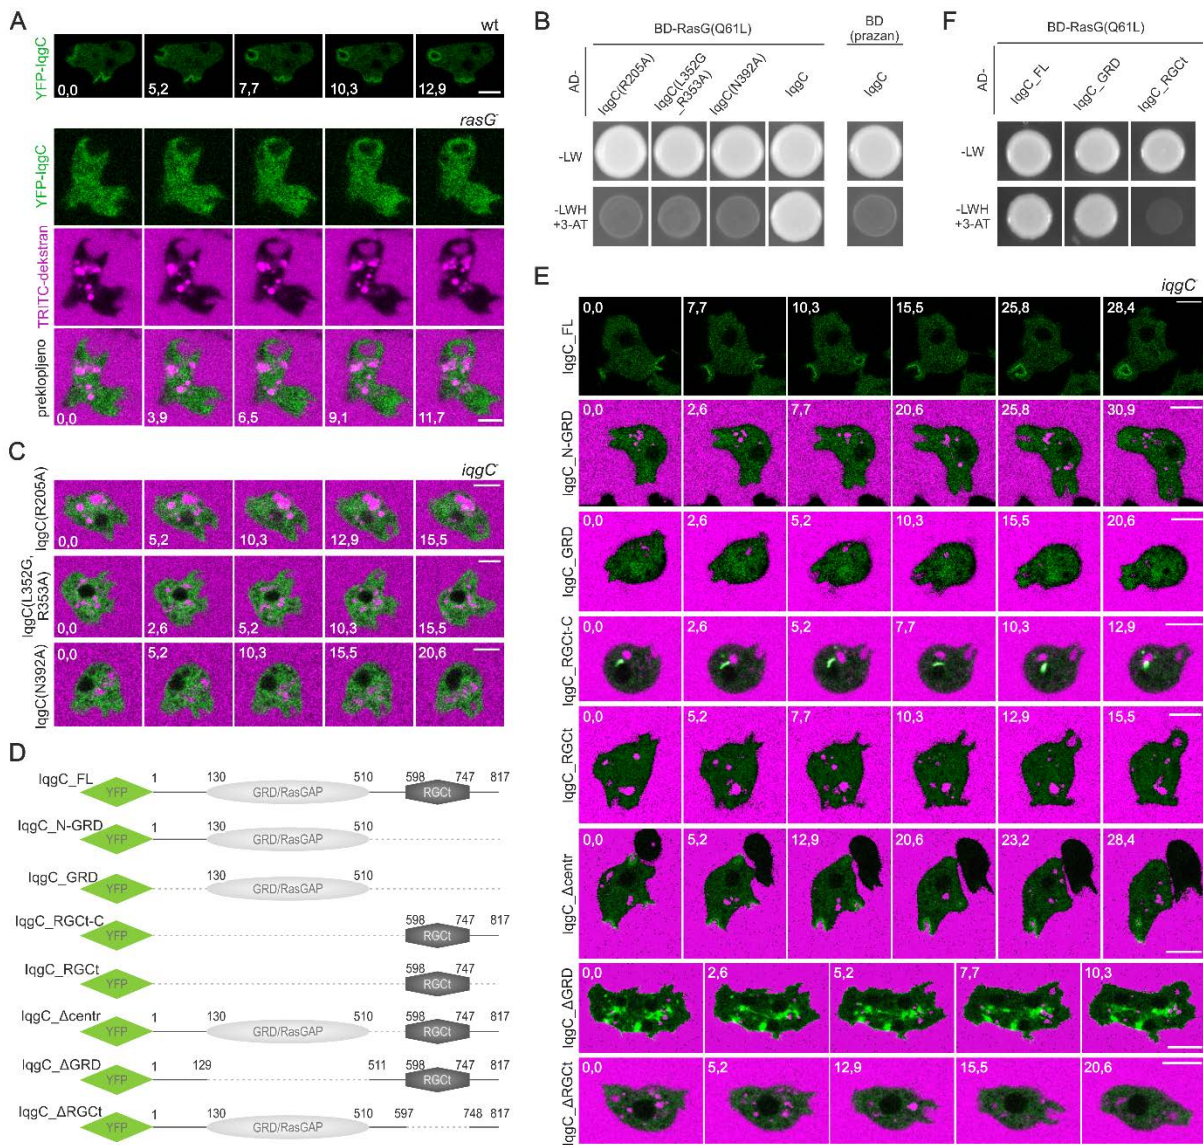 A
wt
YFP-IqgC
0,0 5,2 7,7 10,3 12,9
rasG-
YFP-IqgC
TRITC-dekstran
preklopljeno
0,0 3,9 6,5 9,1 11,7
B
BD-RasG(Q61L)
BD
(prazan)
AD-
IqgC(R205A)
IqgC(L352G
_R353A)
IqgC(N392A)
IqgC
IqgC
-LW
-LWH
+3-AT
F
BD-RasG(Q61L)
AD-
IqgC_FL
IqgC_GRD
IqgC_RGCt
-LW
-LWH
+3-AT
C
iqgC-
IqgC(R205A)
0,0 5,2 10,3 12,9 15,5
IqgC(L352G,
R353A)
0,0 2,6 5,2 10,3 15,5
IqgC(N392A)
0,0 5,2 10,3 15,5 20,6
D
IqgC_FL
YFP 1 130 GRD/RasGAP 510 598 RGCt 747 817
IqgC_N-GRD
YFP 1 130 GRD/RasGAP 510
IqgC_GRD
YFP 130 GRD/RasGAP 510
IqgC_RGCt-C
YFP 598 RGCt 747 817
IqgC_RGCt
YFP 598 RGCt 747
IqgC_Δcentr
YFP 1 130 GRD/RasGAP 510 598 RGCt 747 817
IqgC_ΔGRD
YFP 1 129 511 598 RGCt 747 817
IqgC_ΔRGCt
YFP 1 130 GRD/RasGAP 510 597 748 817
E
iqgC-
IqgC_FL
0,0 7,7 10,3 15,5 25,8 28,4
IqgC_N-GRD
0,0 2,6 7,7 20,6 25,8 30,9
IqgC_GRD
0,0 2,6 5,2 10,3 15,5 20,6
IqgC_RGCt-C
0,0 2,6 5,2 7,7 10,3 12,9
IqgC_RGCt
0,0 5,2 7,7 10,3 12,9 15,5
IqgC_Δcentr
0,0 5,2 12,9 20,6 23,2 28,4
IqgC_ΔGRD
0,0 2,6 5,2 7,7 10,3
IqgC_ΔRGCt
0,0 5,2 12,9 15,5 20,6